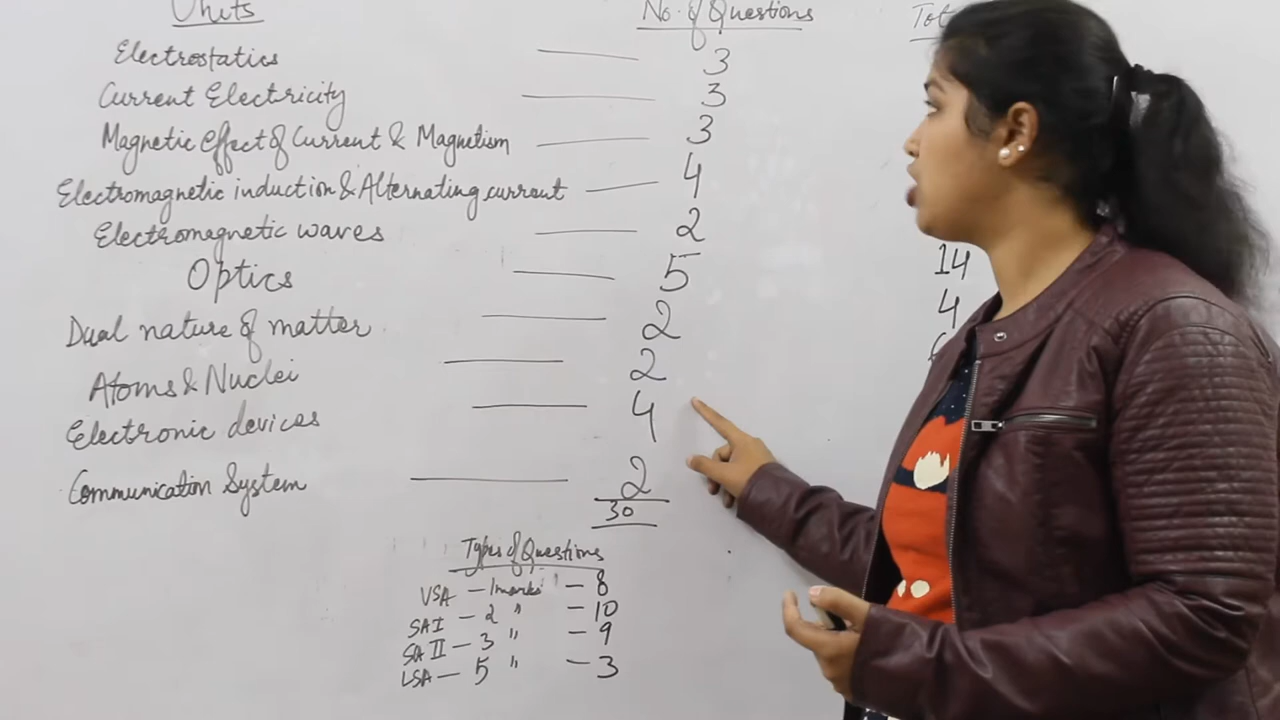 Units No. of Questions
Electrostatics 3
Current Electricity 3
Magnetic Effect of Current & Magnetism 3
Electromagnetic induction & Alternating current 4
Electromagnetic waves 2
Optics 5 14
Dual nature of matter 2 4
Atoms & Nuclei 2
Electronic devices 4
Communication System 2
30
Types of Questions
VSA - 1 marks - 8
SAI - 2 " - 10
SA II - 3 " - 9
LSA - 5 " - 3